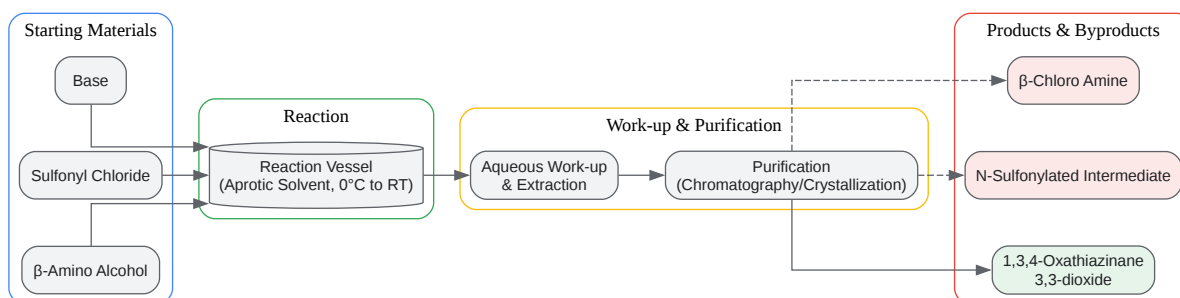 Starting Materials
Base
Sulfonyl Chloride
β-Amino Alcohol
Reaction
Reaction Vessel
(Aprotic Solvent, 0°C to RT)
Work-up & Purification
Aqueous Work-up
& Extraction
Purification
(Chromatography/Crystallization)
Products & Byproducts
β-Chloro Amine
N-Sulfonylated Intermediate
1,3,4-Oxathiazinane
3,3-dioxide